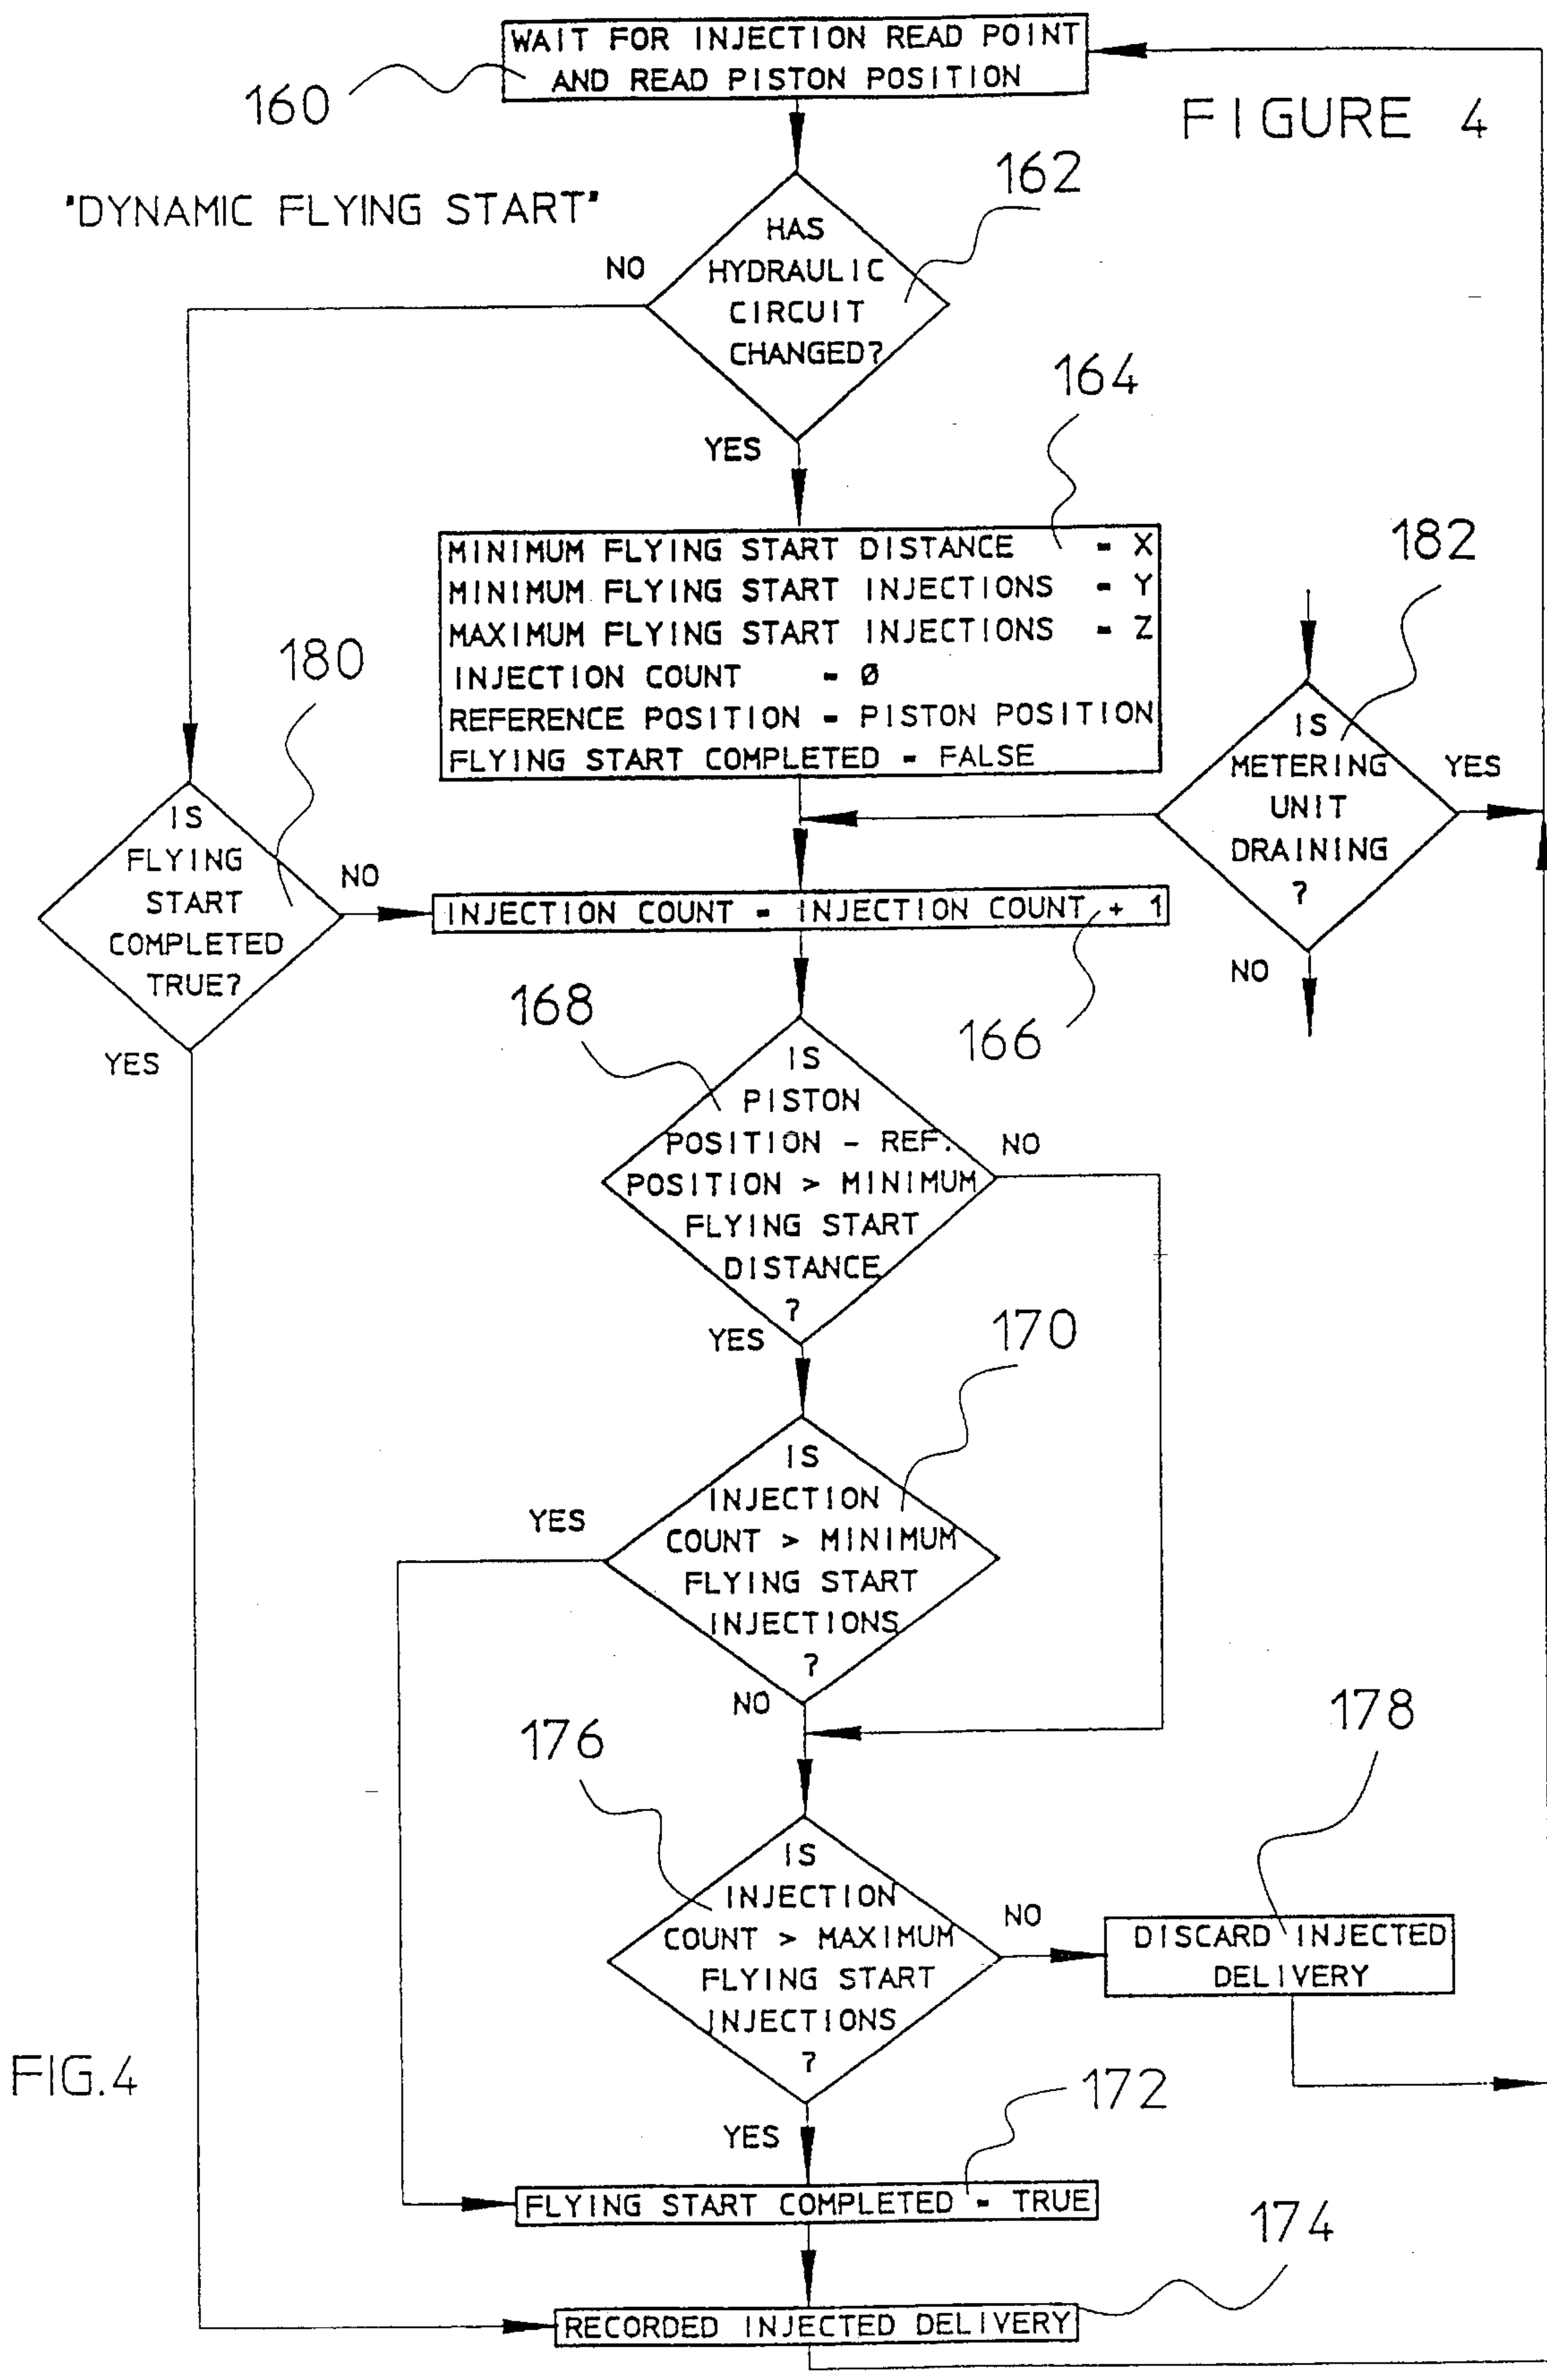 WAIT FOR INJECTION READ POINT
AND READ PISTON POSITION
160
FIGURE 4
"DYNAMIC FLYING START"
162
HAS
HYDRAULIC
CIRCUIT
CHANGED?
NO
YES
164
MINIMUM FLYING START DISTANCE = X
MINIMUM FLYING START INJECTIONS = Y
MAXIMUM FLYING START INJECTIONS = Z
INJECTION COUNT = Ø
REFERENCE POSITION = PISTON POSITION
FLYING START COMPLETED = FALSE
182
IS
METERING
UNIT
DRAINING
?
YES
NO
180
IS
FLYING
START
COMPLETED
TRUE?
NO
YES
INJECTION COUNT = INJECTION COUNT + 1
166
168
IS
PISTON
POSITION - REF.
POSITION > MINIMUM
FLYING START
DISTANCE
?
NO
YES
170
IS
INJECTION
COUNT > MINIMUM
FLYING START
INJECTIONS
?
YES
NO
176
IS
INJECTION
COUNT > MAXIMUM
FLYING START
INJECTIONS
?
NO
YES
178
DISCARD INJECTED
DELIVERY
FIG.4
172
FLYING START COMPLETED = TRUE
174
RECORDED INJECTED DELIVERY